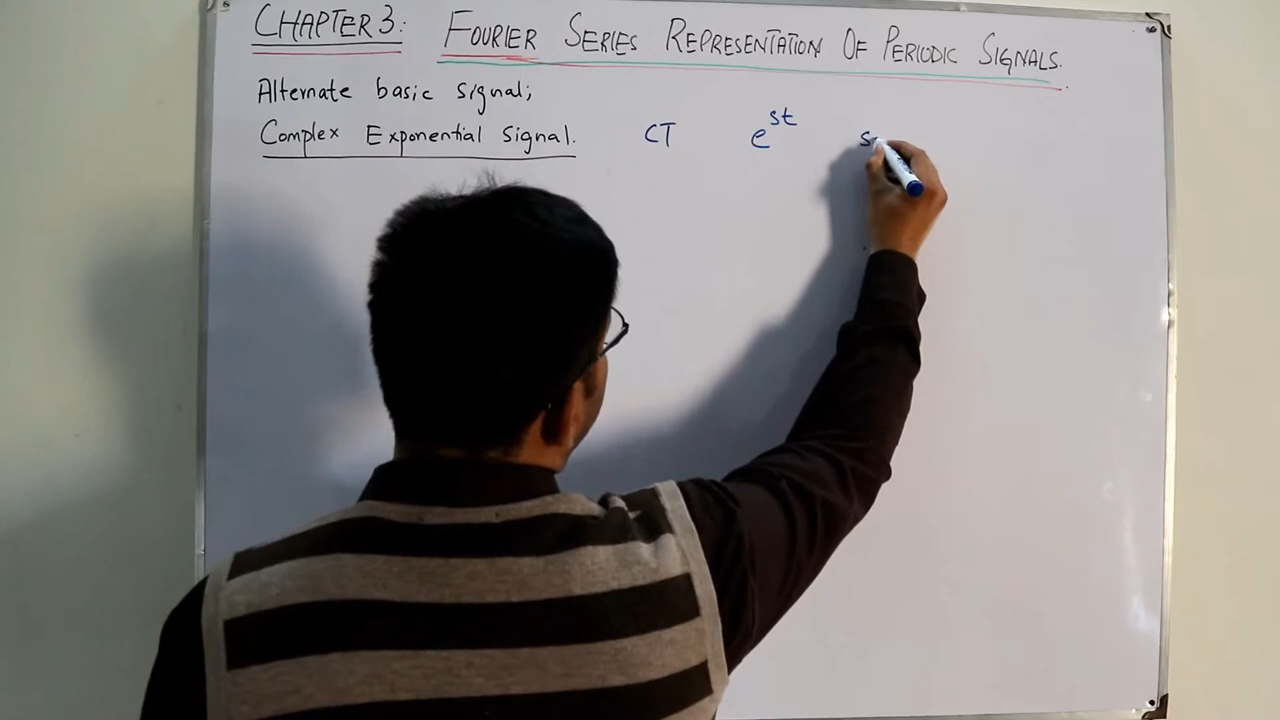 CHAPTER 3: FOURIER SERIES REPRESENTATION OF PERIODIC SIGNALS.
Alternate basic signal;
Complex Exponential signal. CT e^st s